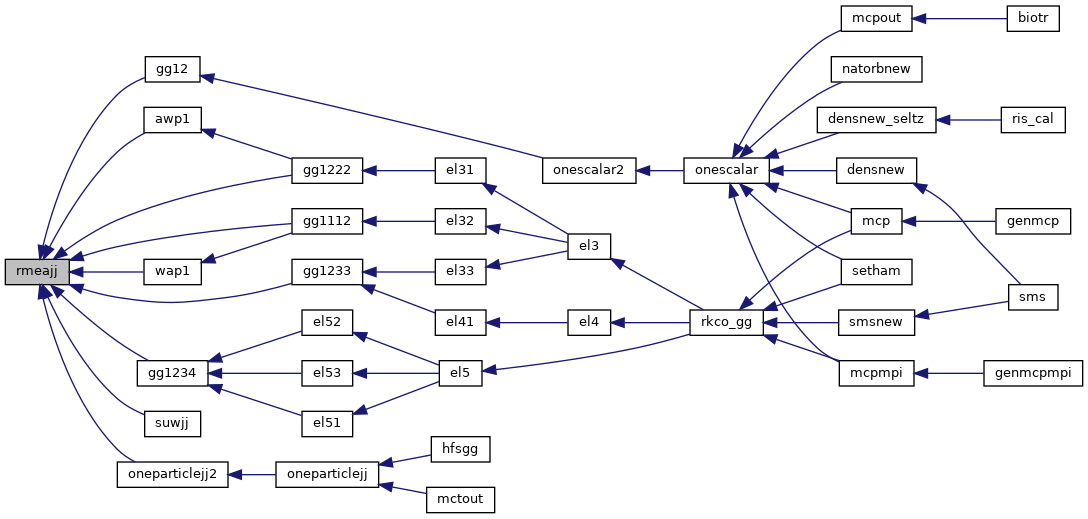 rmeajj
gg12
awp1
gg1222
gg1112
wap1
gg1233
gg1234
suwjj
oneparticlejj2
el52
el53
el51
oneparticlejj
el31
el32
el33
el41
el5
hfsgg
mctout
onescalar2
el3
el4
onescalar
rkco_gg
mcpout
natorbnew
densnew_seltz
densnew
mcp
setham
smsnew
mcpmpi
biotr
ris_cal
genmcp
sms
genmcpmpi